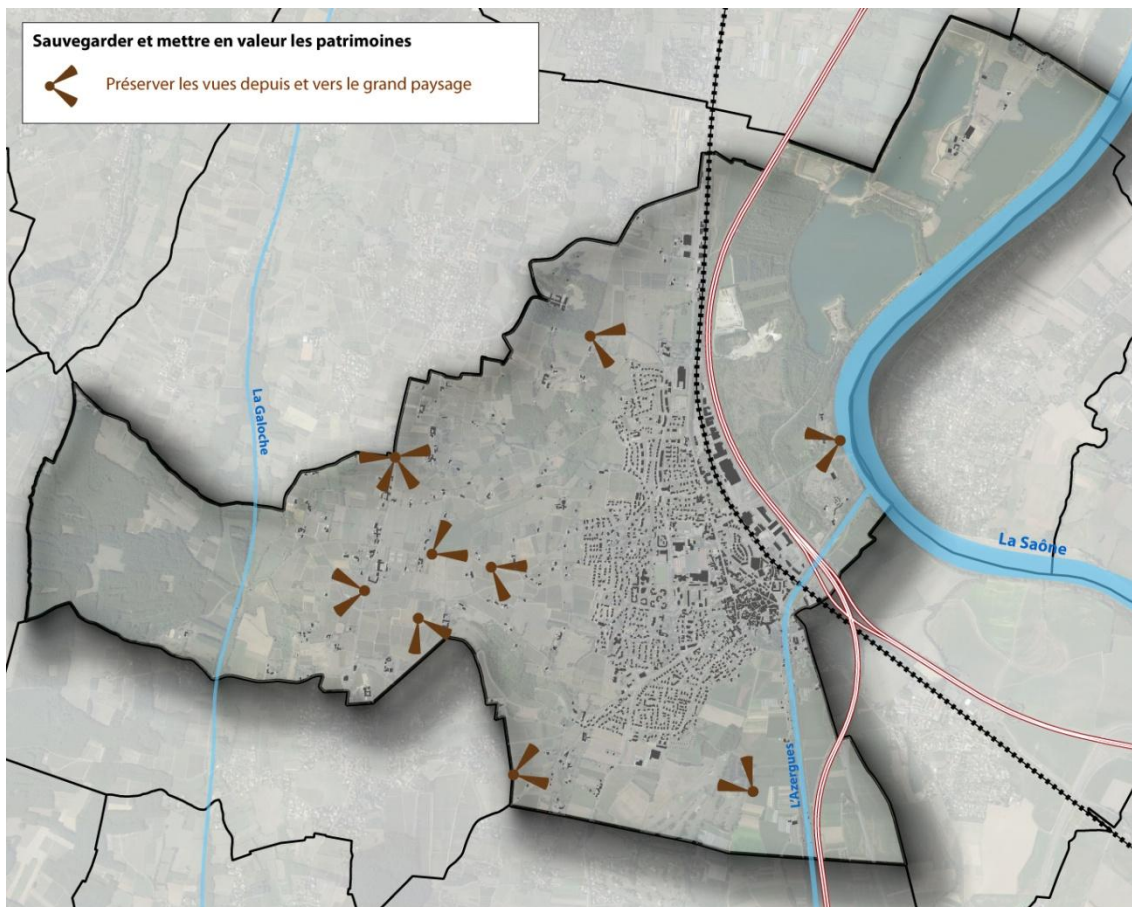 Sauvegarder et mettre en valeur les patrimoines
Préserver les vues depuis et vers le grand paysage
La Galoche
La Saône
L'Azergues